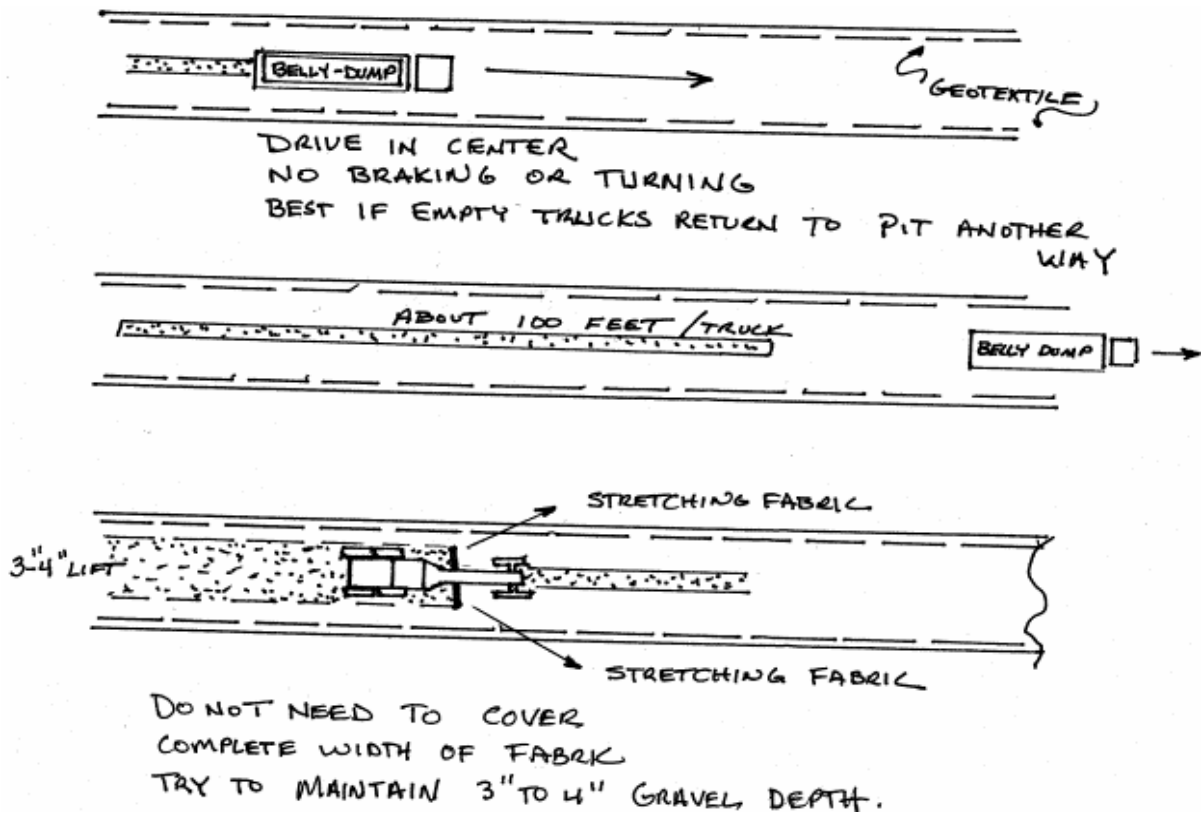 BELLY-DUMP
GEOTEXTILE
DRIVE IN CENTER
NO BRAKING OR TURNING
BEST IF EMPTY TRUCKS RETURN TO PIT ANOTHER
WAY
ABOUT 100 FEET/TRUCK
BELLY DUMP
STRETCHING FABRIC
3"-4" LIFT
STRETCHING FABRIC
DO NOT NEED TO COVER
COMPLETE WIDTH OF FABRK
TRY TO MAINTAIN 3" TO 4" GRAVEL DEPTH.